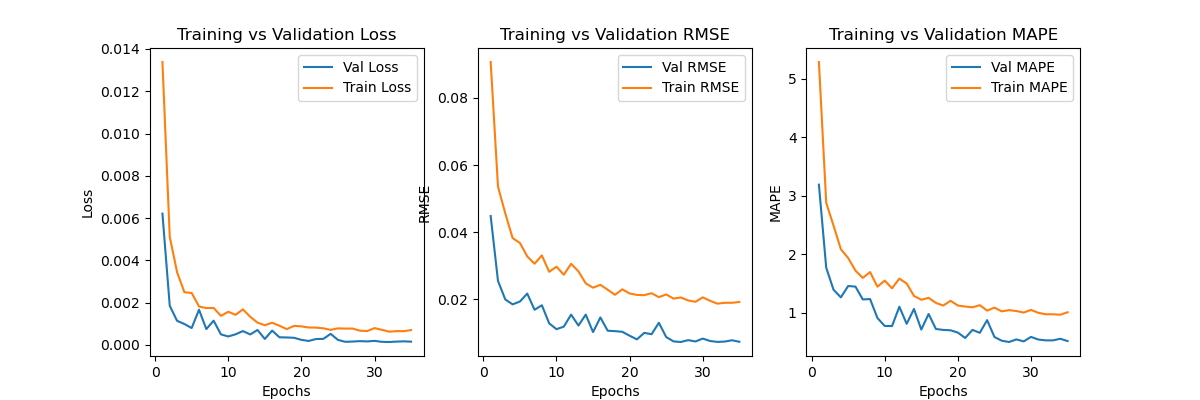 Training vs Validation Loss
0.014
0.012
0.010
0.008
0.006
0.004
0.002
0.000
Loss
Val Loss
Train Loss
0 10 20 30
Epochs
Training vs Validation RMSE
0.08
0.06
0.04
0.02
RMSE
Val RMSE
Train RMSE
0 10 20 30
Epochs
Training vs Validation MAPE
5
4
3
2
1
MAPE
Val MAPE
Train MAPE
0 10 20 30
Epochs